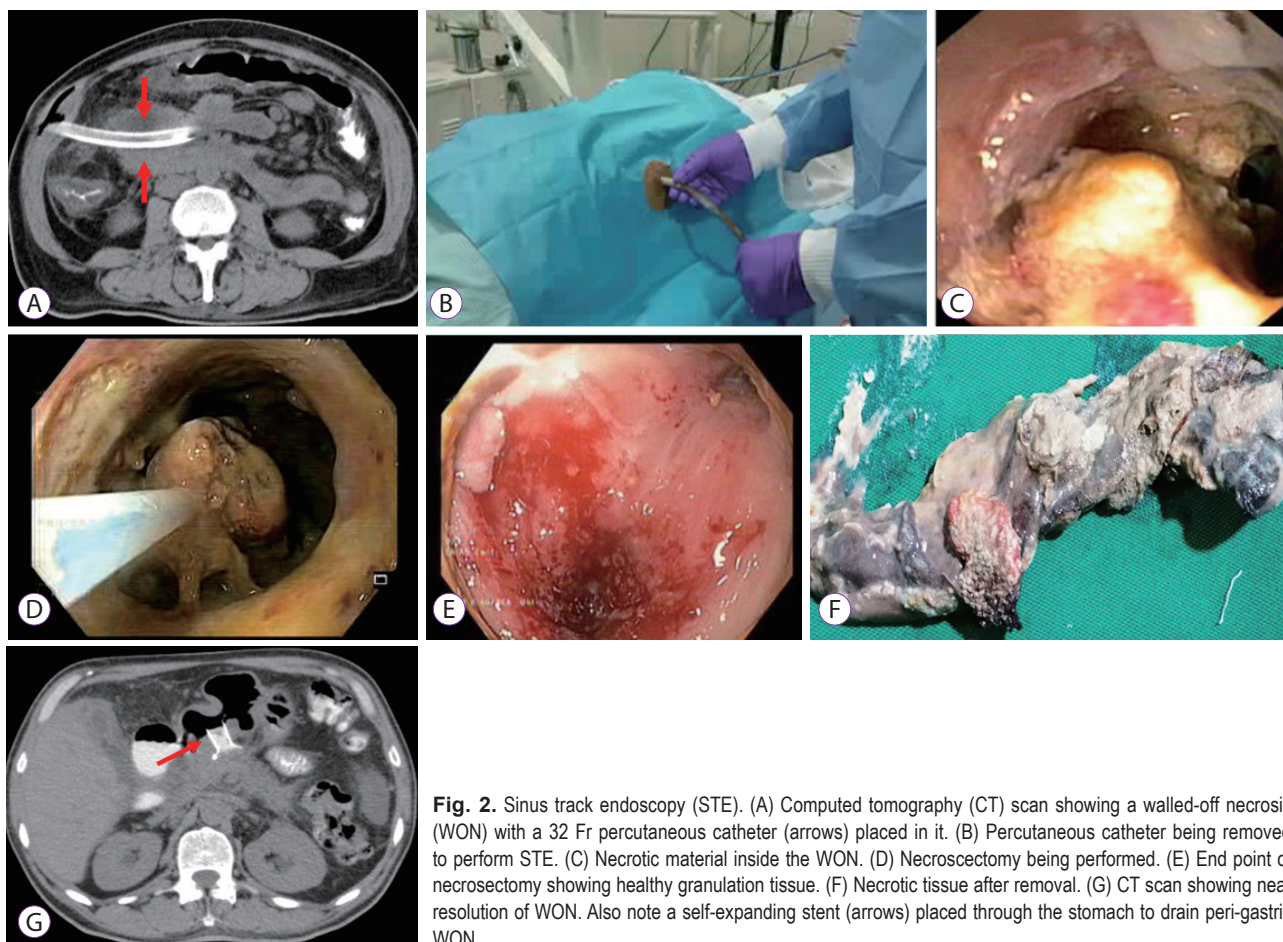 A
B
C
D
E
F
G
Fig. 2. Sinus track endoscopy (STE). (A) Computed tomography (CT) scan showing a walled-off necrosi
(WON) with a 32 Fr percutaneous catheter (arrows) placed in it. (B) Percutaneous catheter being remove
to perform STE. (C) Necrotic material inside the WON. (D) Necroscectomy being performed. (E) End point o
necrosectomy showing healthy granulation tissue. (F) Necrotic tissue after removal. (G) CT scan showing nea
resolution of WON. Also note a self-expanding stent (arrows) placed through the stomach to drain peri-gastri
WON